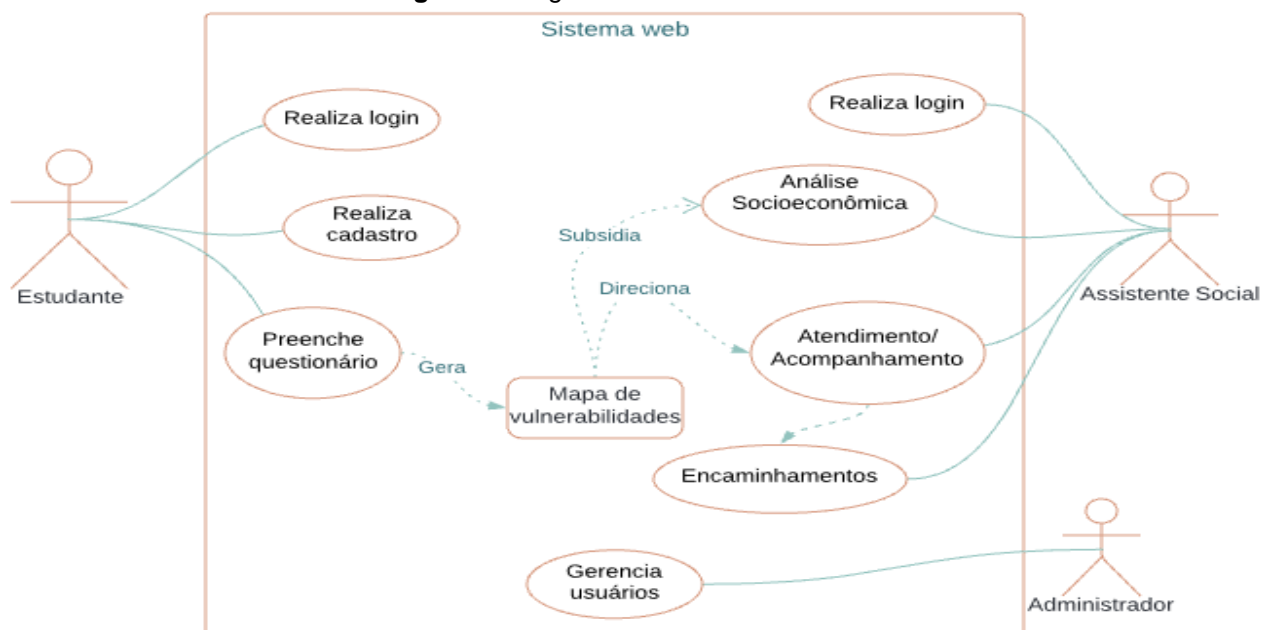 Sistema web
Realiza login
Realiza login
Análise
Socioeconômica
Realiza
cadastro
Subsidia
Estudante
Direciona
Assistente Social
Preenche
questionário
Atendimento/
Acompanhamento
Gera
Mapa de
vulnerabilidades
Encaminhamentos
Gerencia
usuários
Administrador